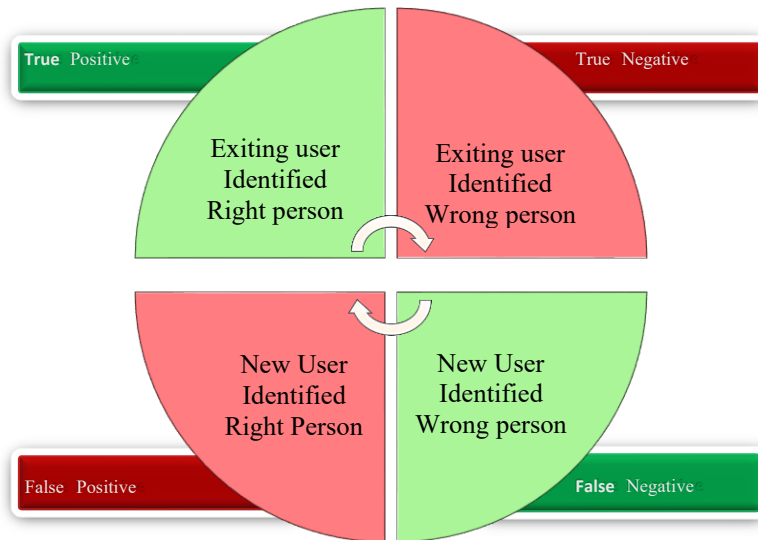 True Positive
True Negative
Exiting user
Identified
Right person
Exiting user
Identified
Wrong person
New User
Identified
Right Person
New User
Identified
Wrong person
False Positive
False Negative